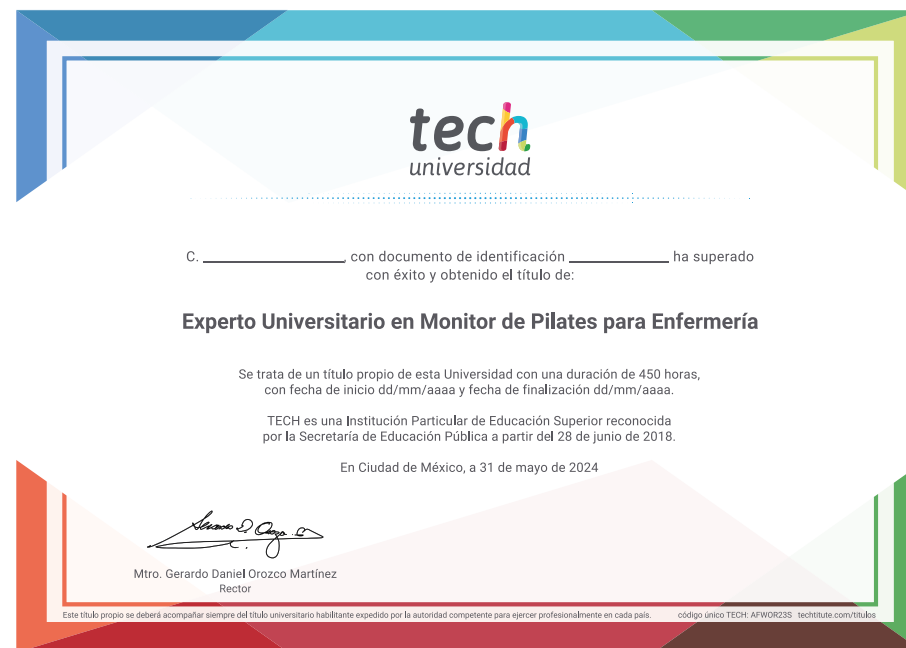 tech
universidad
C. ____________________, con documento de identificación ______________ ha superado
con éxito y obtenido el título de:
Experto Universitario en Monitor de Pilates para Enfermería
Se trata de un título propio de esta Universidad con una duración de 450 horas,
con fecha de inicio dd/mm/aaaa y fecha de finalización dd/mm/aaaa.
TECH es una Institución Particular de Educación Superior reconocida
por la Secretaría de Educación Pública a partir del 28 de junio de 2018.
En Ciudad de México, a 31 de mayo de 2024
Mtro. Gerardo Daniel Orozco Martínez
Rector
Este título propio se deberá acompañar siempre del título universitario habilitante expedido por la autoridad competente para ejercer profesionalmente en cada país. código único TECH: AFWOR23S techtitute.com/titulos